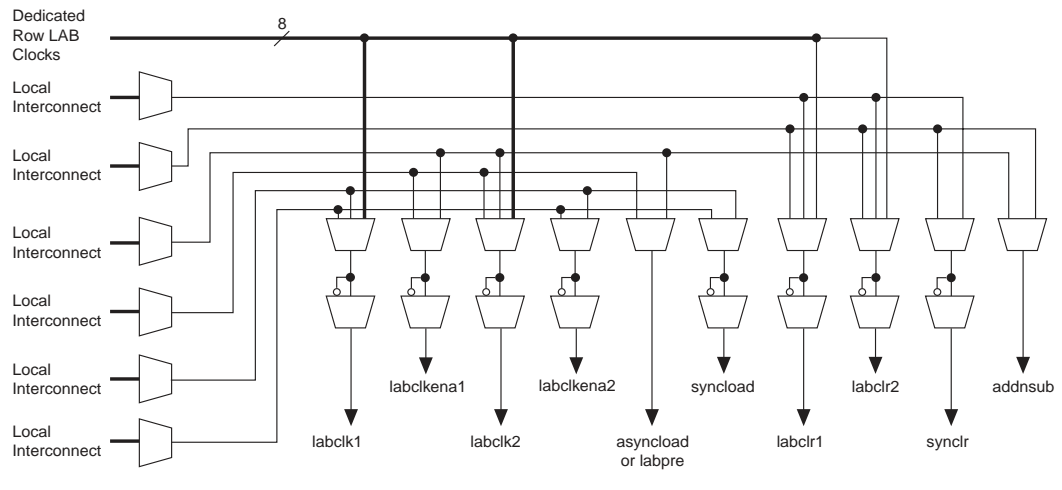 Dedicated
Row LAB
Clocks
8
Local
Interconnect
Local
Interconnect
Local
Interconnect
Local
Interconnect
Local
Interconnect
Local
Interconnect
labclkena1
labclkena2
syncload
labclr2
addnsub
labclk1
labclk2
asyncload
or labpre
labclr1
synclr